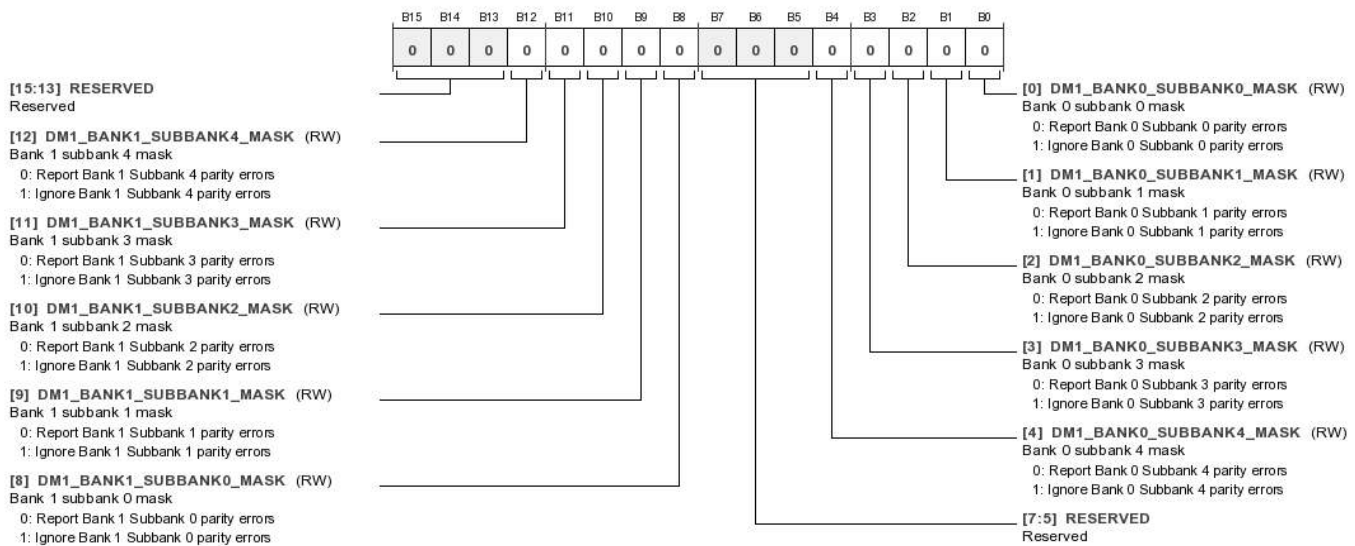 B15 B14 B13 B12 B11 B10 B9 B8 B7 B6 B5 B4 B3 B2 B1 B0
0 0 0 0 0 0 0 0 0 0 0 0 0 0 0 0
[15:13] RESERVED
Reserved
[12] DM1_BANK1_SUBBANK4_MASK (RW)
Bank 1 subbank 4 mask
0: Report Bank 1 Subbank 4 parity errors
1: Ignore Bank 1 Subbank 4 parity errors
[11] DM1_BANK1_SUBBANK3_MASK (RW)
Bank 1 subbank 3 mask
0: Report Bank 1 Subbank 3 parity errors
1: Ignore Bank 1 Subbank 3 parity errors
[10] DM1_BANK1_SUBBANK2_MASK (RW)
Bank 1 subbank 2 mask
0: Report Bank 1 Subbank 2 parity errors
1: Ignore Bank 1 Subbank 2 parity errors
[9] DM1_BANK1_SUBBANK1_MASK (RW)
Bank 1 subbank 1 mask
0: Report Bank 1 Subbank 1 parity errors
1: Ignore Bank 1 Subbank 1 parity errors
[8] DM1_BANK1_SUBBANK0_MASK (RW)
Bank 1 subbank 0 mask
0: Report Bank 1 Subbank 0 parity errors
1: Ignore Bank 1 Subbank 0 parity errors
[0] DM1_BANK0_SUBBANK0_MASK (RW)
Bank 0 subbank 0 mask
0: Report Bank 0 Subbank 0 parity errors
1: Ignore Bank 0 Subbank 0 parity errors
[1] DM1_BANK0_SUBBANK1_MASK (RW)
Bank 0 subbank 1 mask
0: Report Bank 0 Subbank 1 parity errors
1: Ignore Bank 0 Subbank 1 parity errors
[2] DM1_BANK0_SUBBANK2_MASK (RW)
Bank 0 subbank 2 mask
0: Report Bank 0 Subbank 2 parity errors
1: Ignore Bank 0 Subbank 2 parity errors
[3] DM1_BANK0_SUBBANK3_MASK (RW)
Bank 0 subbank 3 mask
0: Report Bank 0 Subbank 3 parity errors
1: Ignore Bank 0 Subbank 3 parity errors
[4] DM1_BANK0_SUBBANK4_MASK (RW)
Bank 0 subbank 4 mask
0: Report Bank 0 Subbank 4 parity errors
1: Ignore Bank 0 Subbank 4 parity errors
[7:5] RESERVED
Reserved